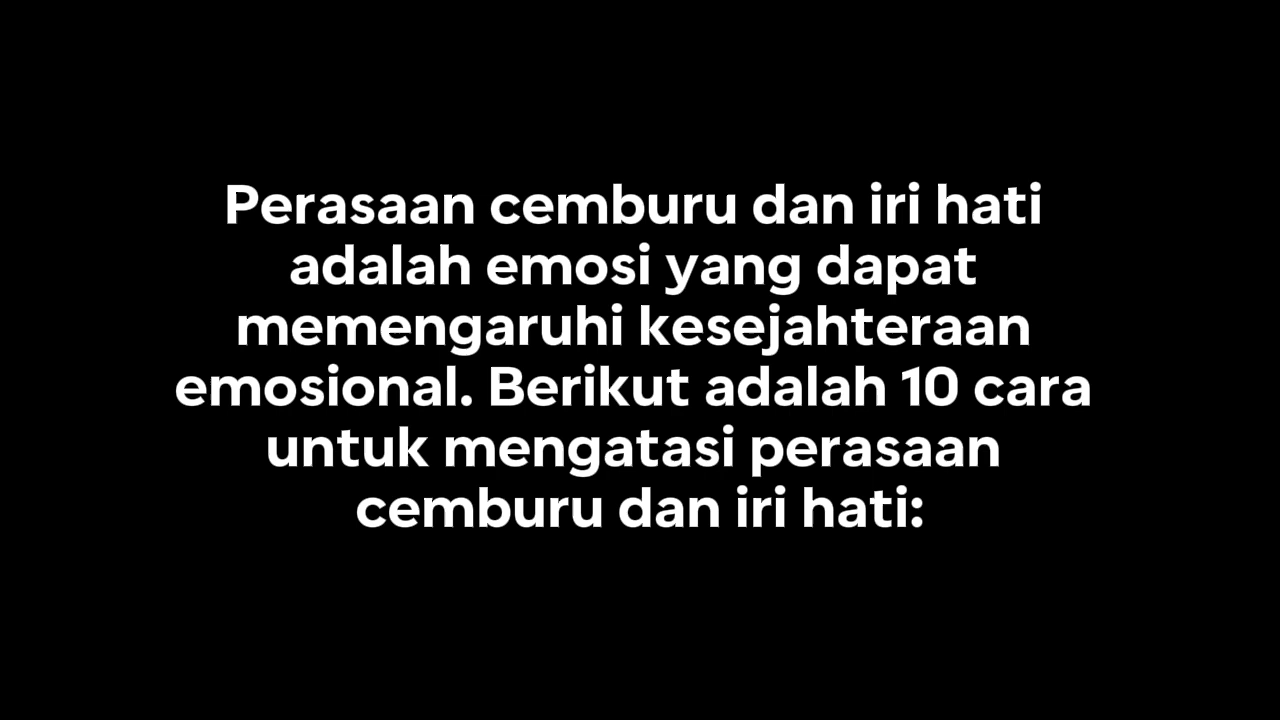 Perasaan cemburu dan iri hati
adalah emosi yang dapat
memengaruhi kesejahteraan
emosional. Berikut adalah 10 cara
untuk mengatasi perasaan
cemburu dan iri hati: